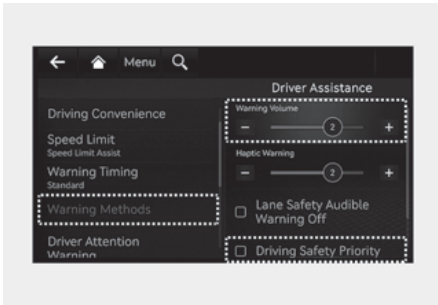 Menu
Driver Assistance
Driving Convenience
Speed Limit
Speed Limit Assist
Warning Timing
Standard
Warning Methods
Driver Attention
Warning
Warning Volume
- 2 +
Haptic Warning
- 2 +
Lane Safety Audible
Warning Off
Driving Safety Priority